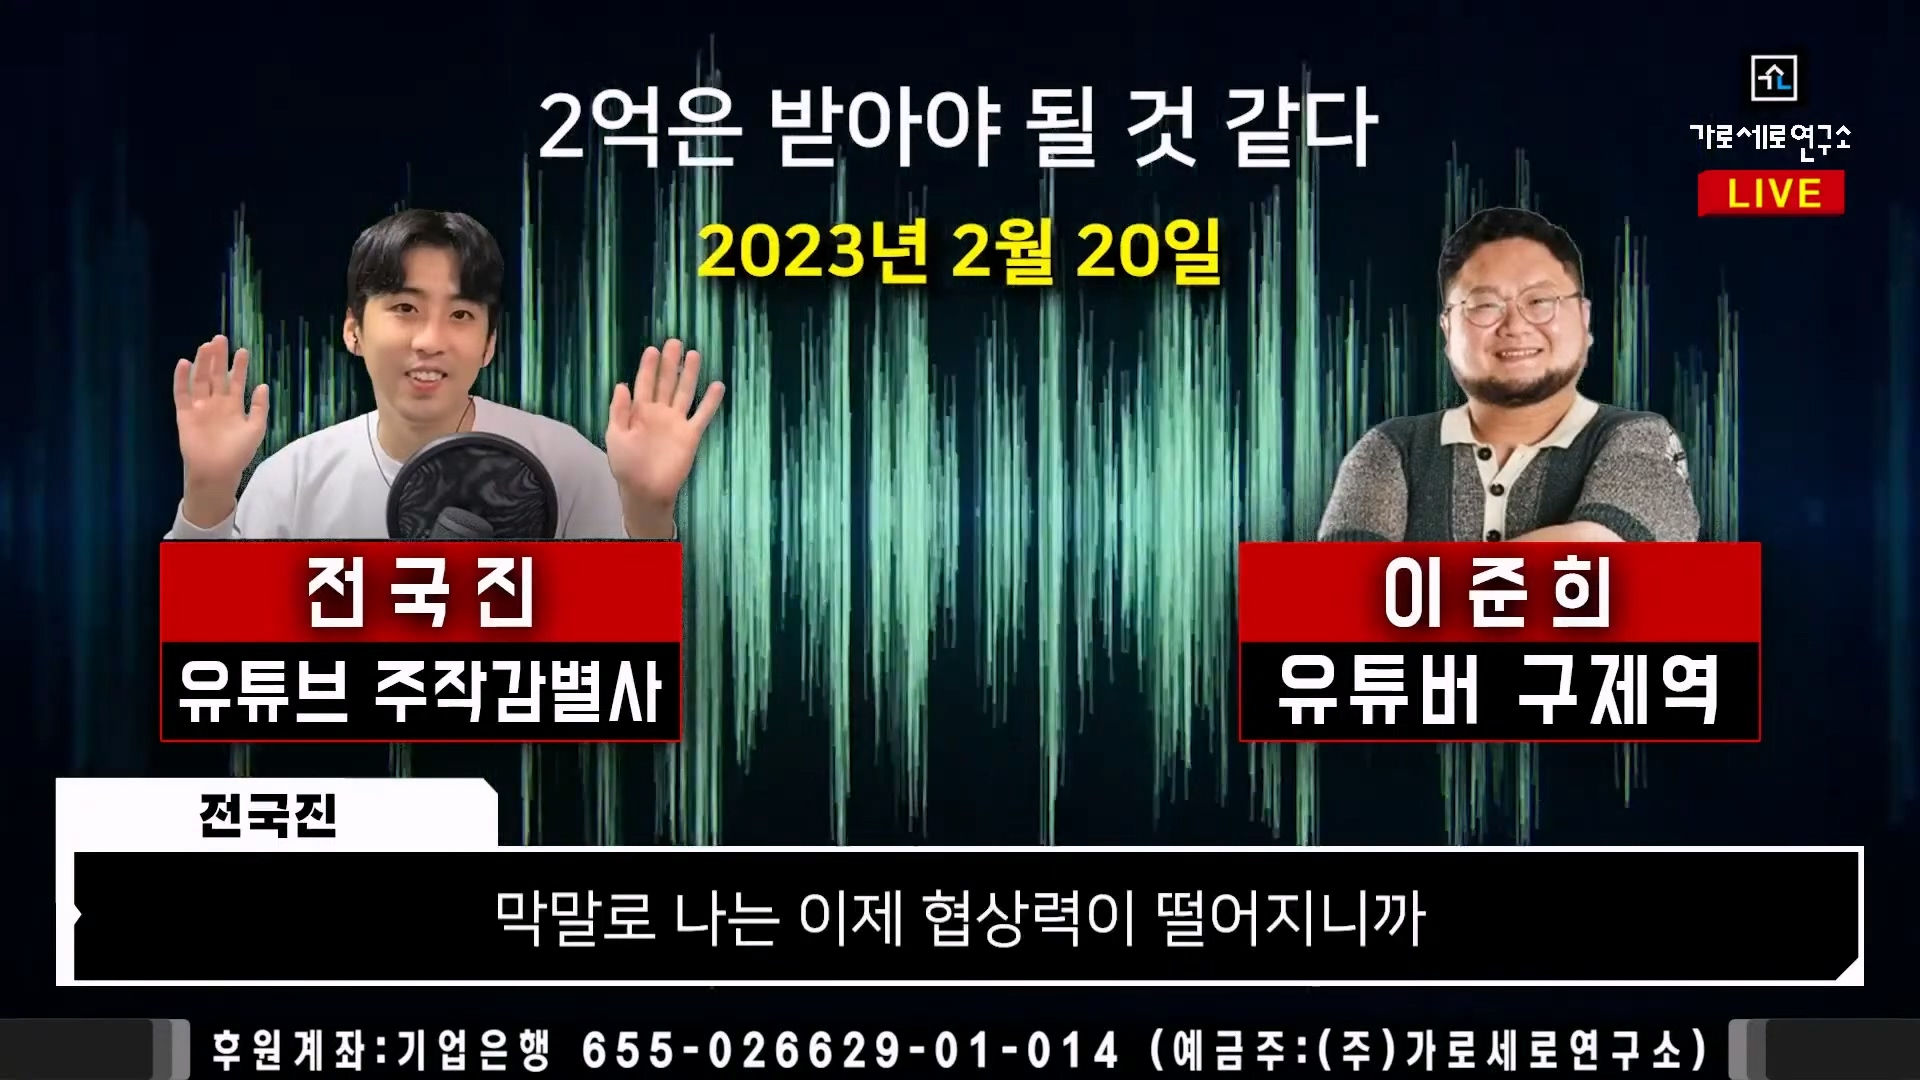 2억은 받아야 될 것 같다
가로세로연구소
LIVE
2023년 2월 20일
전국진
유튜브 주작감별사
이준희
유튜버 구제역
전국진
막말로 나는 이제 협상력이 떨어지니까
후원계좌:기업은행 655-026629-01-014 (예금주:(주)가로세로연구소)